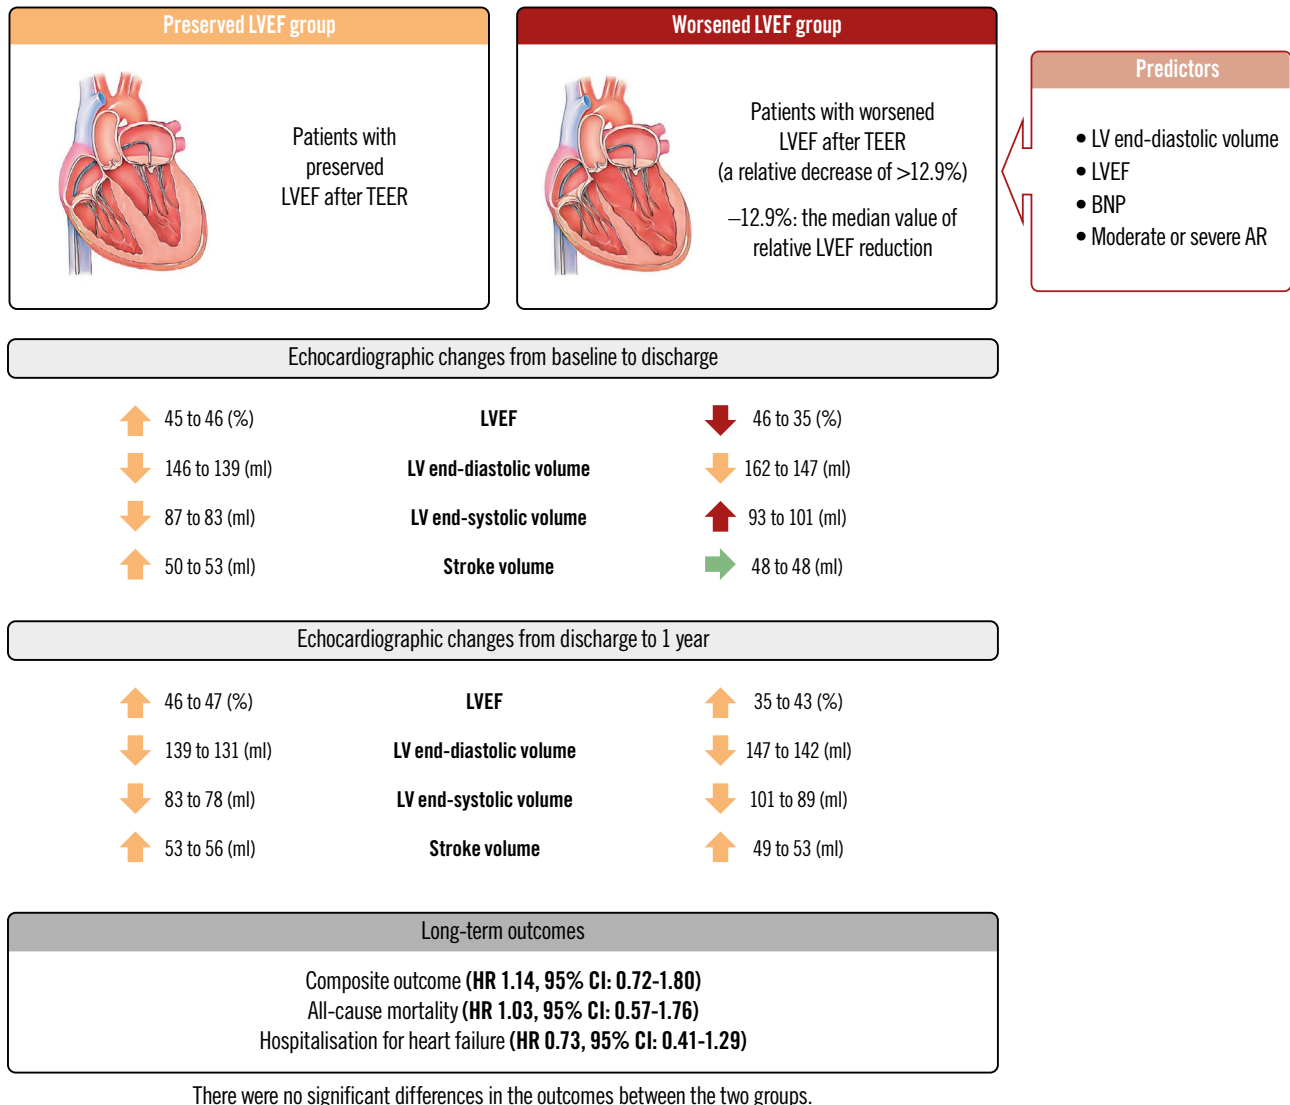 Preserved LVEF group
Patients with
preserved
LVEF after TEER
Worsened LVEF group
Patients with worsened
LVEF after TEER
(a relative decrease of >12.9%)
–12.9%: the median value of
relative LVEF reduction
Predictors
• LV end-diastolic volume
• LVEF
• BNP
• Moderate or severe AR
Echocardiographic changes from baseline to discharge
45 to 46 (%) LVEF 46 to 35 (%)
146 to 139 (ml) LV end-diastolic volume 162 to 147 (ml)
87 to 83 (ml) LV end-systolic volume 93 to 101 (ml)
50 to 53 (ml) Stroke volume 48 to 48 (ml)
Echocardiographic changes from discharge to 1 year
46 to 47 (%) LVEF 35 to 43 (%)
139 to 131 (ml) LV end-diastolic volume 147 to 142 (ml)
83 to 78 (ml) LV end-systolic volume 101 to 89 (ml)
53 to 56 (ml) Stroke volume 49 to 53 (ml)
Long-term outcomes
Composite outcome (HR 1.14, 95% CI: 0.72-1.80)
All-cause mortality (HR 1.03, 95% CI: 0.57-1.76)
Hospitalisation for heart failure (HR 0.73, 95% CI: 0.41-1.29)
There were no significant differences in the outcomes between the two groups.